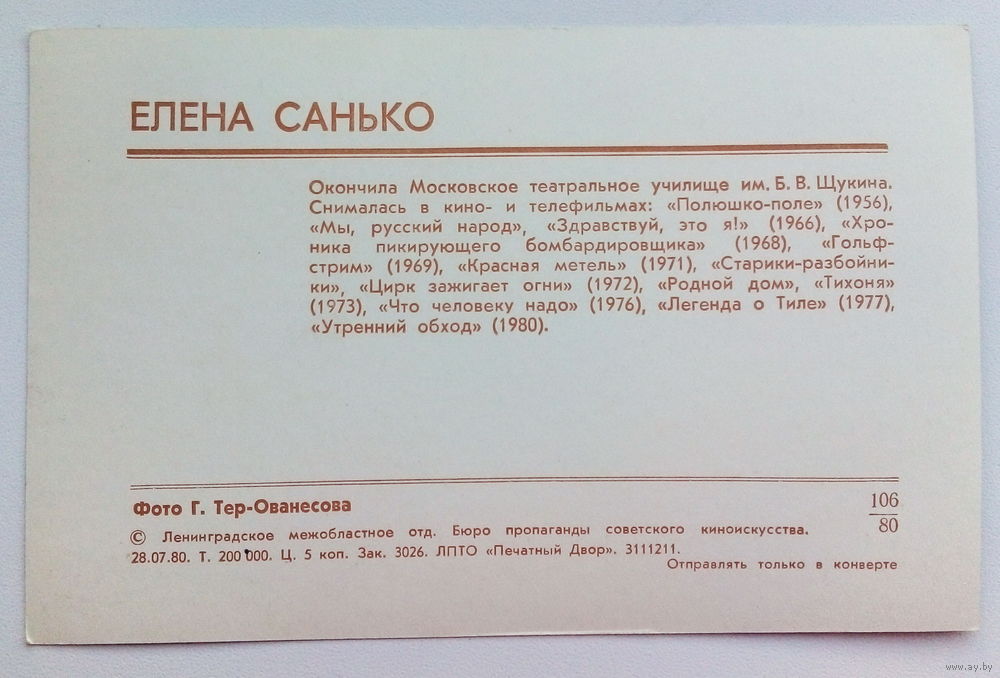 ЕЛЕНА САНЬКО
Окончила Московское театральное училище им. Б. В. Щукина.
Снималась в кино- и телефильмах: «Полюшко-поле» (1956),
«Мы, русский народ», «Здравствуй, это я!» (1966), «Хро-
ника пикирующего бомбардировщика» (1968), «Гольф-
стрим» (1969), «Красная метель» (1971), «Старики-разбойни-
ки», «Цирк зажигает огни» (1972), «Родной дом», «Тихоня»
(1973), «Что человеку надо» (1976), «Легенда о Тиле» (1977),
«Утренний обход» (1980).
Фото Г. Тер-Ованесова
106
80
© Ленинградское межобластное отд. Бюро пропаганды советского киноискусства.
28.07.80. Т. 200 000. Ц. 5 коп. Зак. 3026. ЛПТО «Печатный Двор». 3111211.
Отправлять только в конверте
www.ay.by